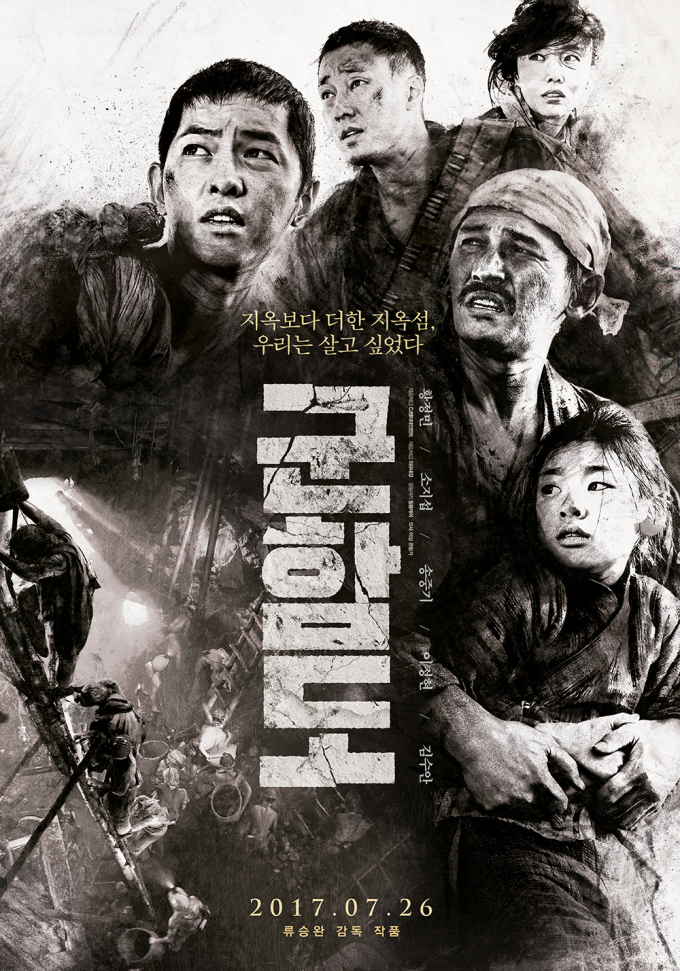 지옥보다 더한 지옥섬,
우리는 살고 싶었다
군함도
황정민 / 소지섭 / 송중기 / 이정현 / 김수안
2017.07.26
류승완 감독 작품